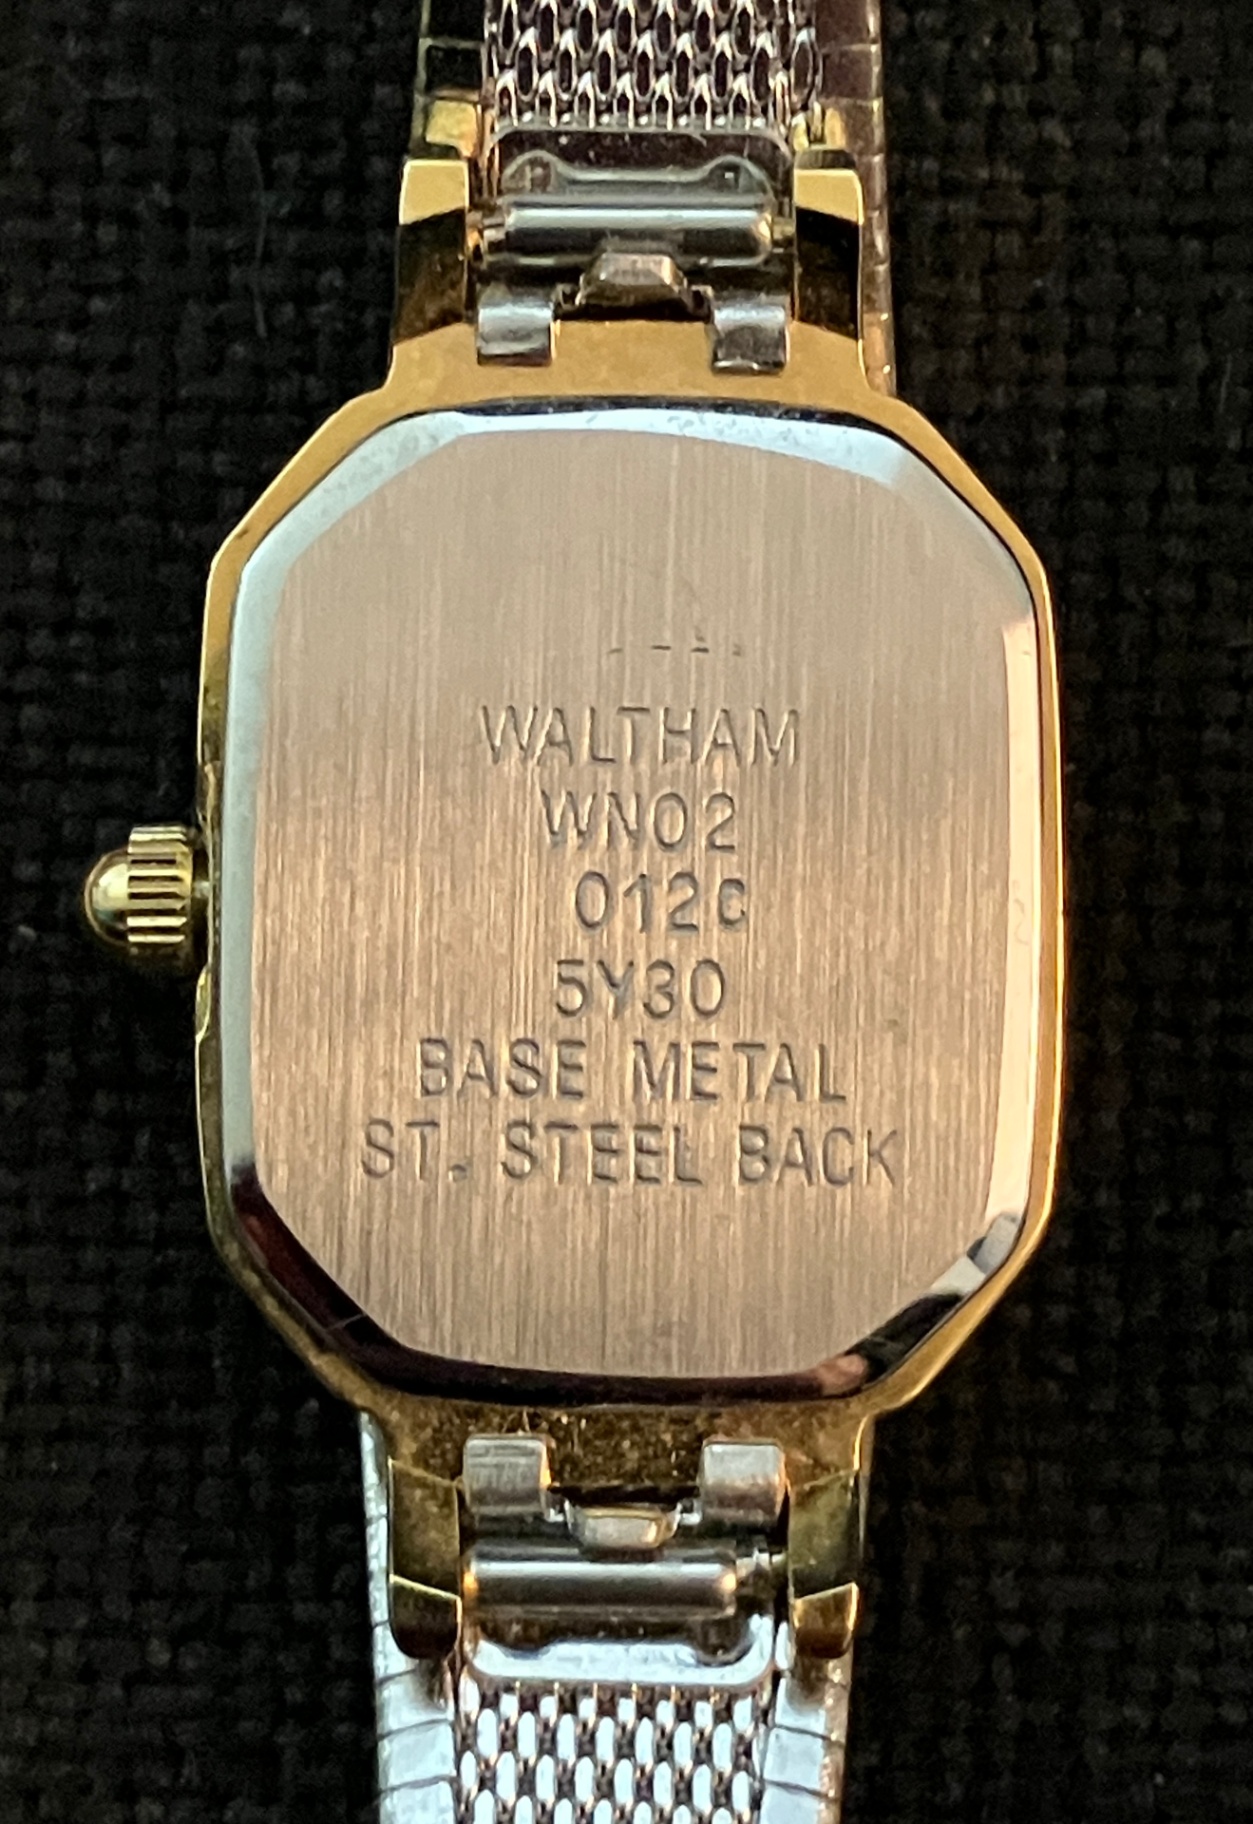 WALTHAM
WN02
012c
5Y30
BASE METAL
ST. STEEL BACK